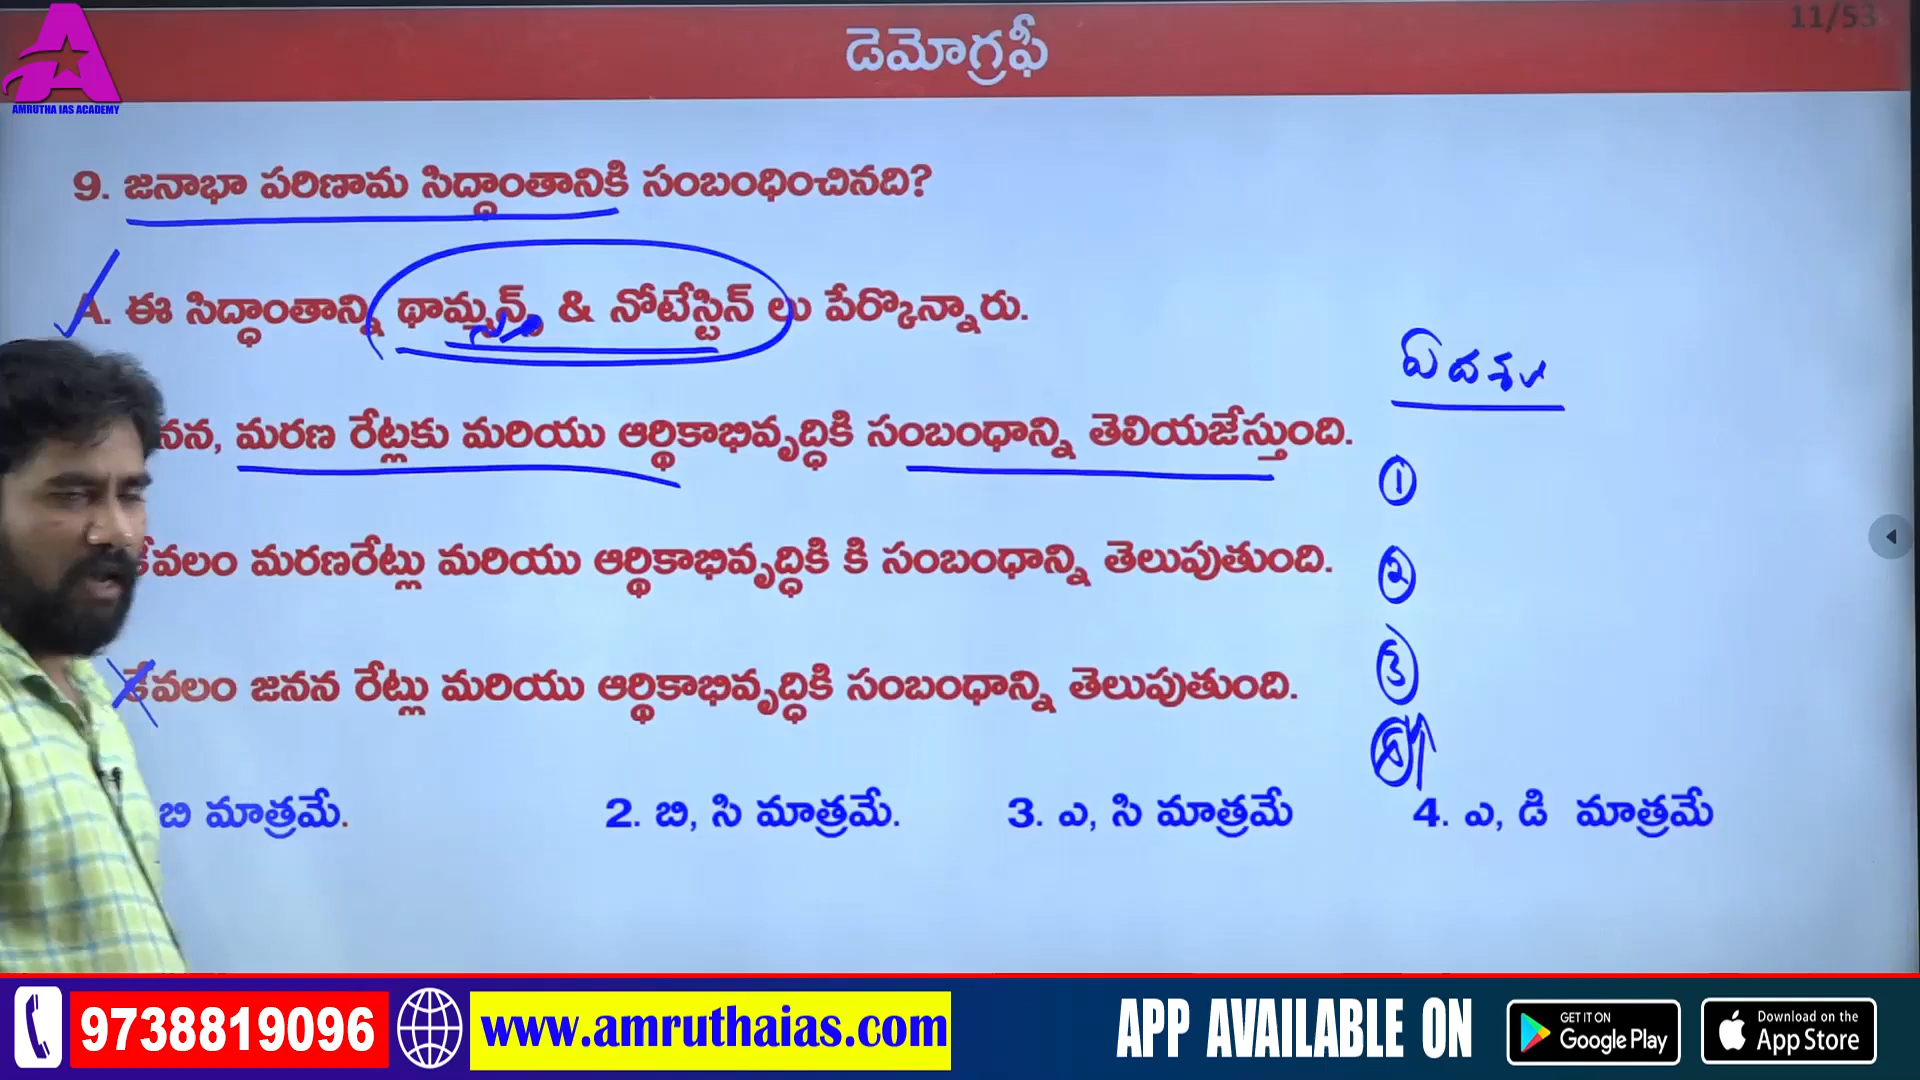 11/53
డెమోగ్రఫీ
AMRUTHA IAS ACADEMY
9. జనాభా పరిణామ సిద్ధాంతానికి సంబంధించినది?
A. ఈ సిద్ధాంతాన్ని థామ్సన్స్ & నోటేస్టిన్ లు పేర్కొన్నారు.
మరణ రేట్లకు మరియు ఆర్థికాభివృద్ధికి సంబంధాన్ని తెలియజేస్తుంది.
కేవలం మరణరేట్లు మరియు ఆర్థికాభివృద్ధికి కి సంబంధాన్ని తెలుపుతుంది.
కేవలం జనన రేట్లు మరియు ఆర్థికాభివృద్ధికి సంబంధాన్ని తెలుపుతుంది.
1
2
3
బి మాత్రమే.
2. బి, సి మాత్రమే.
3. ఎ, సి మాత్రమే
4. ఎ, డి మాత్రమే
9738819096
www.amruthaias.com
APP AVAILABLE ON
GET IT ON
Google Play
Download on the
App Store